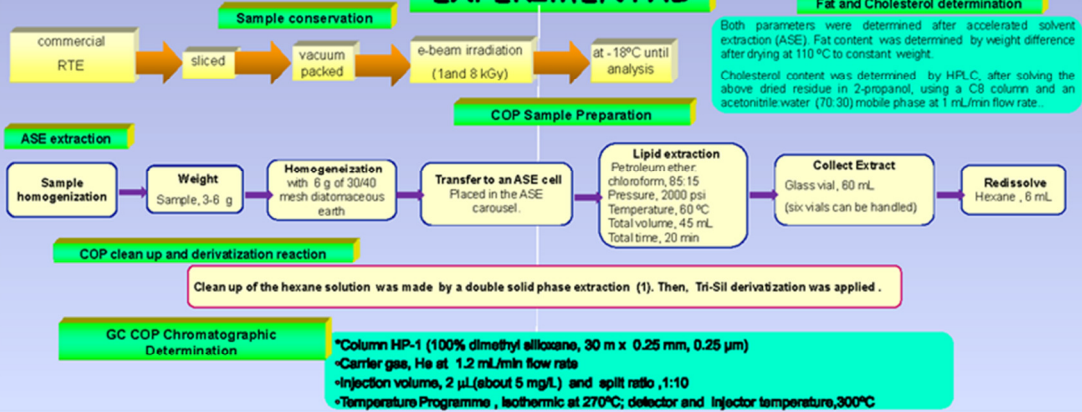 EXPERIMENTAL
Sample conservation
Fat and Cholesterol determination
commercial
RTE
sliced
vacuum
packed
e-beam irradiation
(1and 8 kGy)
at -18ºC until
analysis
Both parameters were determined after accelerated solvent
extraction (ASE). Fat content was determined by weight difference
after drying at 110 ºC to constant weight.
Cholesterol content was determined by HPLC, after solving the
above dried residue in 2-propanol, using a C8 column and an
acetonitrile:water (70:30) mobile phase at 1 mL/min flow rate..
COP Sample Preparation
ASE extraction
Sample
homogenization
Weight
Sample, 3-6 g
Homogeneization
with 6 g of 30/40
mesh diatomaceous
earth
Transfer to an ASE cell
Placed in the ASE
carousel.
Lipid extraction
Petroleum ether:
chloroform, 85:15
Pressure, 2000 psi
Temperature, 60 ºC
Total volume, 45 mL
Total time, 20 min
Collect Extract
Glass vial, 60 mL
(six vials can be handled)
Redissolve
Hexane , 6 mL
COP clean up and derivatization reaction
Clean up of the hexane solution was made by a double solid phase extraction (1). Then, Tri-Sil derivatization was applied .
GC COP Chromatographic
Determination
•Column HP-1 (100% dimethyl siloxane, 30 m x 0.25 mm, 0.25 µm)
•Carrier gas, He at 1.2 mL/min flow rate
•Injection volume, 2 µL(about 5 mg/L) and split ratio ,1:10
•Temperature Programme , Isothermic at 270ºC; detector and injector temperature,300ºC